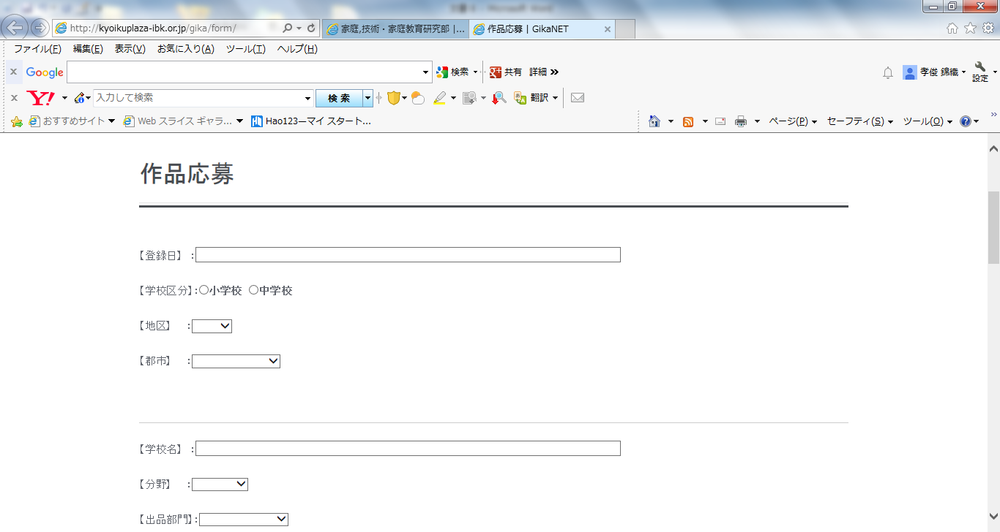 http://kyoikuplaza-ibk.or.jp/gika/form/
家庭,技術・家庭教育研究部 |...
作品応募 | GikaNET
ファイル(F) 編集(E) 表示(V) お気に入り(A) ツール(T) ヘルプ(H)
x Google 検索 共有 詳細 »
孝俊 錦織
設定
x Y! 入力して検索 検索 翻訳
おすすめサイト Web スライス ギャラ... Hao123ーマイ スタート...
ページ(P) セーフティ(S) ツール(O)
作品応募
【登録日】 :
【学校区分】:小学校 中学校
【地区】 :
【郡市】 :
【学校名】 :
【分野】 :
【出品部門】: